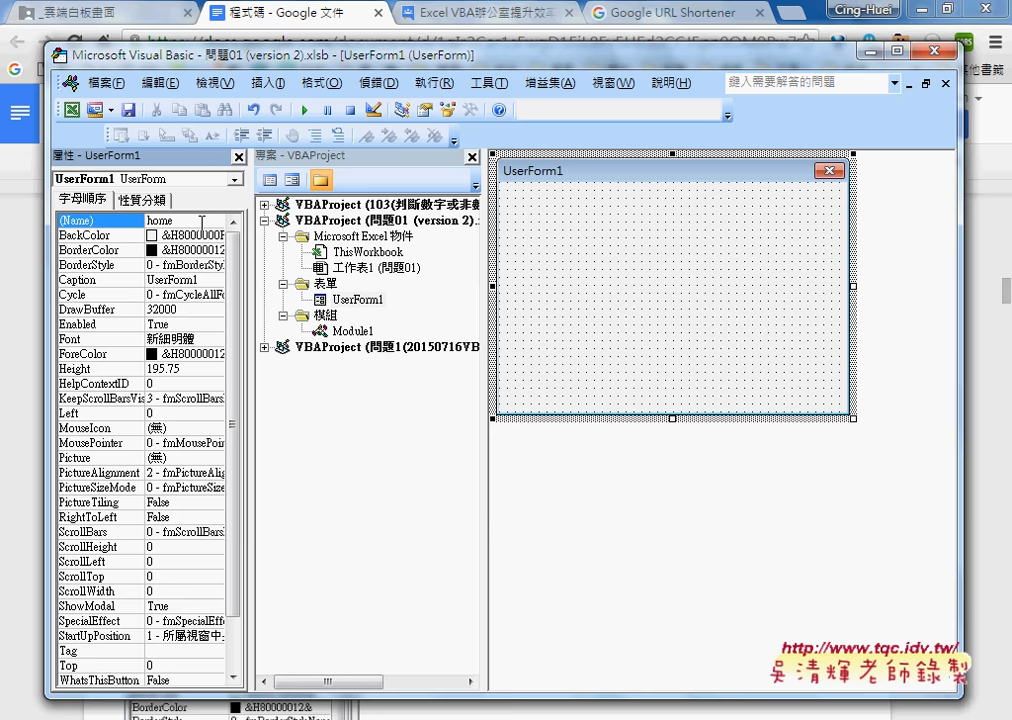 _雲端白板畫面
程式碼 - Google 文件
Excel VBA辦公室提升效率
Google URL Shortener
Cing-Huei
Microsoft Visual Basic - 問題01 (version 2).xlsb - [UserForm1 (UserForm)]
檔案(F) 編輯(E) 檢視(V) 插入(I) 格式(O) 偵錯(D) 執行(R) 工具(T) 增益集(A) 視窗(W) 說明(H)
鍵入需要解答的問題
其他書籤
屬性 - UserForm1
專案 - VBAProject
UserForm1 UserForm
字母順序 性質分類
(Name) home
BackColor &H8000000F
BorderColor &H80000012
BorderStyle 0 - fmBorderSty
Caption UserForm1
Cycle 0 - fmCycleAllFo
DrawBuffer 32000
Enabled True
Font 新細明體
ForeColor &H80000012
Height 195.75
HelpContextID 0
KeepScrollBarsVis 3 - fmScrollBars
Left 0
MouseIcon (無)
MousePointer 0 - fmMousePoin
Picture (無)
PictureAlignment 2 - fmPictureAlig
PictureSizeMode 0 - fmPictureSize
PictureTiling False
RightToLeft False
ScrollBars 0 - fmScrollBars
ScrollHeight 0
ScrollLeft 0
ScrollTop 0
ScrollWidth 0
ShowModal True
SpecialEffect 0 - fmSpecialEffe
StartUpPosition 1 - 所屬視窗中
Tag
Top 0
WhatsThisButton False
VBAProject (103(判斷數字或非數
VBAProject (問題01 (version 2).x
Microsoft Excel 物件
ThisWorkbook
工作表1 (問題01)
表單
UserForm1
模組
Module1
VBAProject (問題1(20150716VB
UserForm1
http://www.tqc.idv.tw/
吳清輝老師錄製
BorderColor &H80000012&